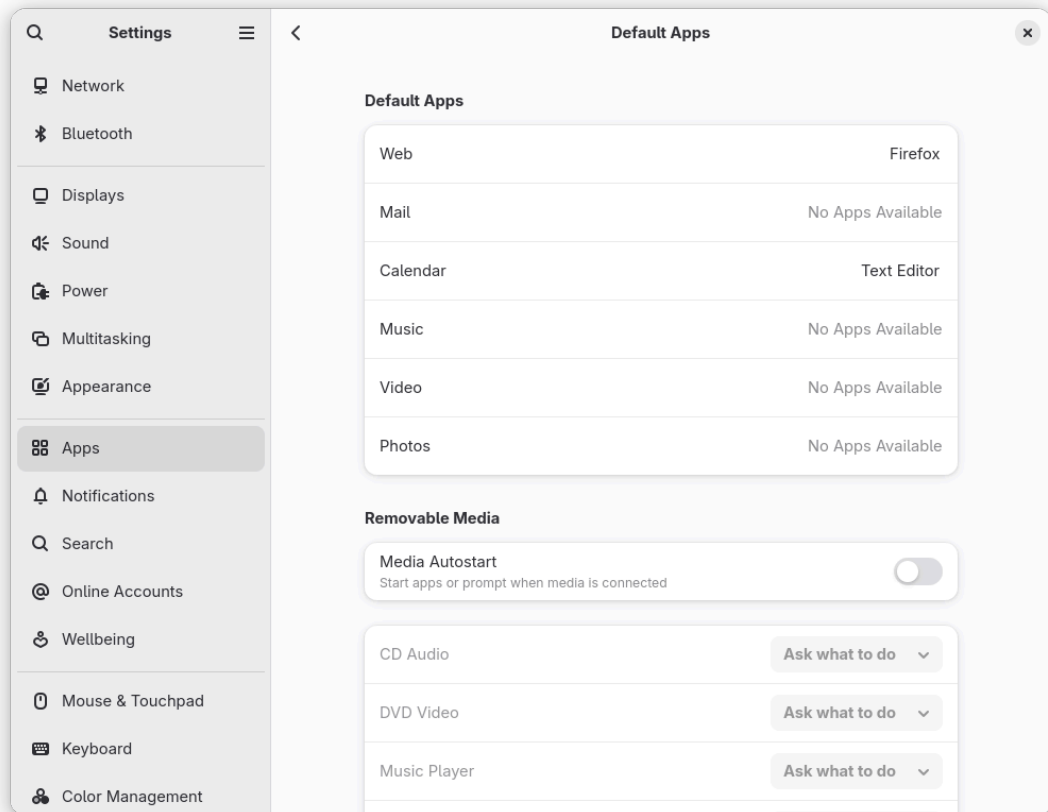 Settings
Network
Bluetooth
Displays
Sound
Power
Multitasking
Appearance
Apps
Notifications
Search
Online Accounts
Wellbeing
Mouse & Touchpad
Keyboard
Color Management
Default Apps
Default Apps
Web Firefox
Mail No Apps Available
Calendar Text Editor
Music No Apps Available
Video No Apps Available
Photos No Apps Available
Removable Media
Media Autostart
Start apps or prompt when media is connected
CD Audio Ask what to do
DVD Video Ask what to do
Music Player Ask what to do